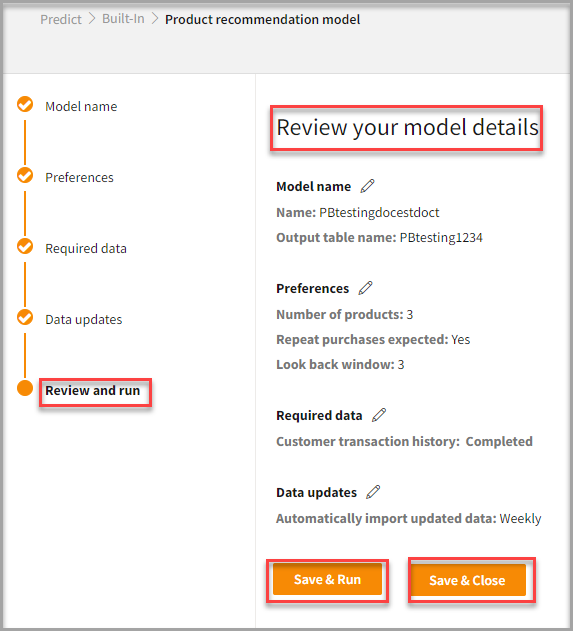 Predict > Built-In > Product recommendation model
Model name
Preferences
Required data
Data updates
Review and run
Review your model details
Model name
Name: PBtestingdocestdoct
Output table name: PBtesting1234
Preferences
Number of products: 3
Repeat purchases expected: Yes
Look back window: 3
Required data
Customer transaction history: Completed
Data updates
Automatically import updated data: Weekly
Save & Run
Save & Close